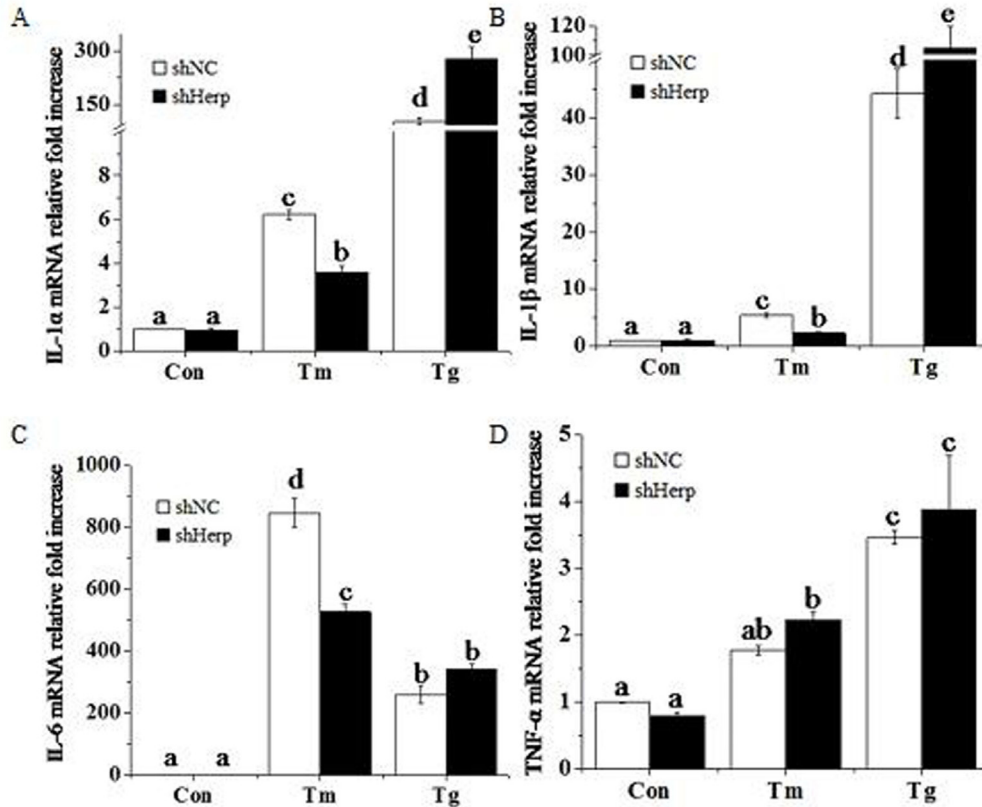 A
IL-1α mRNA relative fold increase
300
150
8
6
4
2
1
0
shNC
shHerp
a
a
c
b
d
e
Con
Tm
Tg
B
IL-1β mRNA relative fold increase
120
100
40
30
20
10
0
shNC
shHerp
a
a
c
b
d
e
Con
Tm
Tg
C
IL-6 mRNA relative fold increase
1000
800
600
400
200
0
shNC
shHerp
a
a
d
c
b
b
Con
Tm
Tg
D
TNF-α mRNA relative fold increase
5
4
3
2
1
0
shNC
shHerp
a
a
ab
b
c
c
Con
Tm
Tg